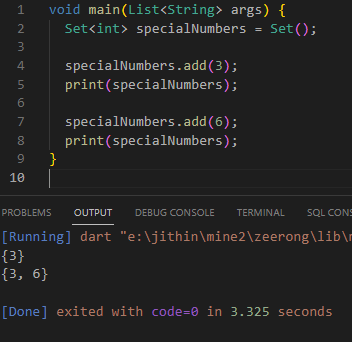 1 void main(List<String> args) {
2 Set<int> specialNumbers = Set();
3
4 specialNumbers.add(3);
5 print(specialNumbers);
6
7 specialNumbers.add(6);
8 print(specialNumbers);
9 }
10
PROBLEMS OUTPUT DEBUG CONSOLE TERMINAL SQL CONS
[Running] dart "e:\jithin\mine2\zeerong\lib\
{3}
{3, 6}
[Done] exited with code=0 in 3.325 seconds